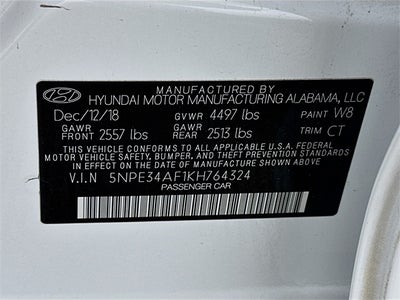 MANUFACTURED BY
HYUNDAI MOTOR MANUFACTURING ALABAMA, LLC
Dec/12/18 GVWR 4497 lbs PAINT W8
GAWR FRONT 2557 lbs GAWR REAR 2513 lbs TRIM CT
THIS VEHICLE CONFORMS TO ALL APPLICABLE U.S.A. FEDERAL
MOTOR VEHICLE SAFETY, BUMPER, AND THEFT PREVENTION STANDARDS
IN EFFECT ON THE DATE OF MANUFACTURE SHOWN ABOVE.
V.I.N 5NPE34AF1KH764324
PASSENGER CAR